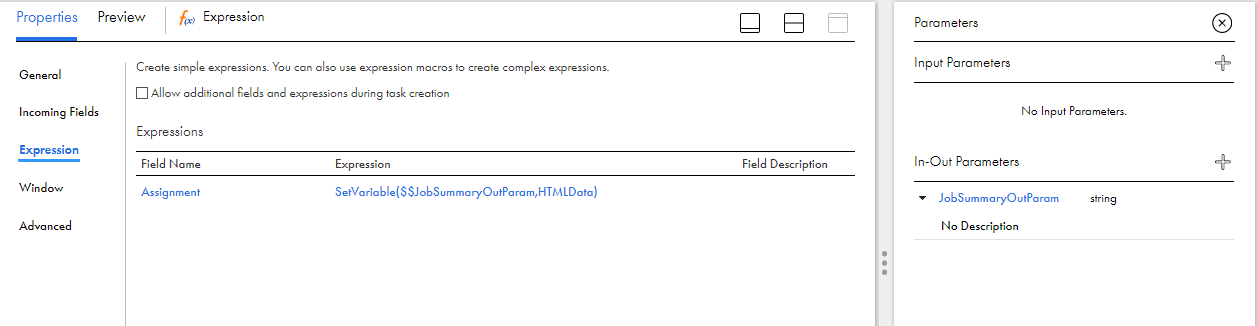 Properties Preview f(x) Expression
General
Incoming Fields
Expression
Window
Advanced
Create simple expressions. You can also use expression macros to create complex expressions.
Allow additional fields and expressions during task creation
Expressions
Field Name Expression Field Description
Assignment SetVariable($$JobSummaryOutParam,HTMLData)
Parameters
Input Parameters
No Input Parameters.
In-Out Parameters
JobSummaryOutParam string
No Description